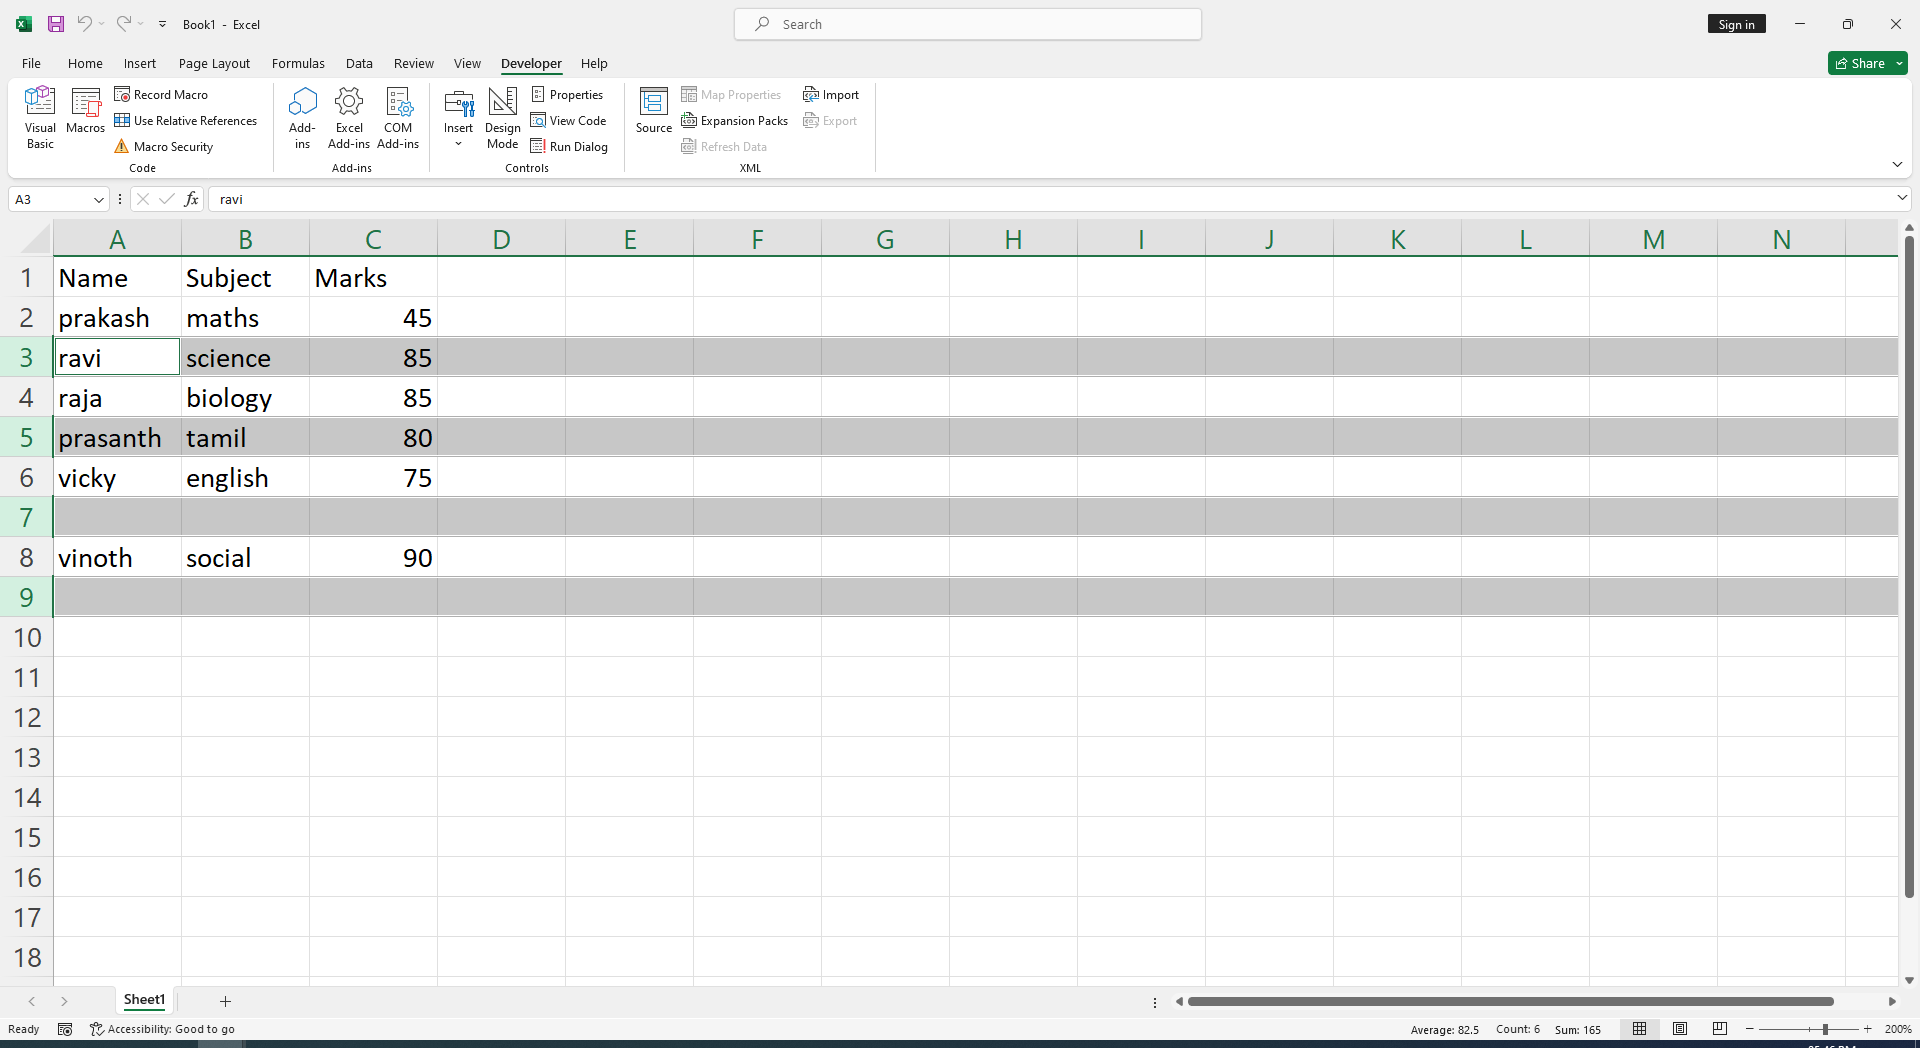 Book1 - Excel
Search
Sign in
File Home Insert Page Layout Formulas Data Review View Developer Help
Share
Visual Basic
Macros
Record Macro
Use Relative References
Macro Security
Code
Add-ins
Excel Add-ins
COM Add-ins
Add-ins
Insert
Design Mode
Properties
View Code
Run Dialog
Controls
Source
Map Properties
Expansion Packs
Refresh Data
Import
Export
XML
A3 fx ravi
A B C D E F G H I J K L M N
1 Name Subject Marks
2 prakash maths 45
3 ravi science 85
4 raja biology 85
5 prasanth tamil 80
6 vicky english 75
7
8 vinoth social 90
9
10
11
12
13
14
15
16
17
18
Sheet1
Ready Accessibility: Good to go Average: 82.5 Count: 6 Sum: 165 200%